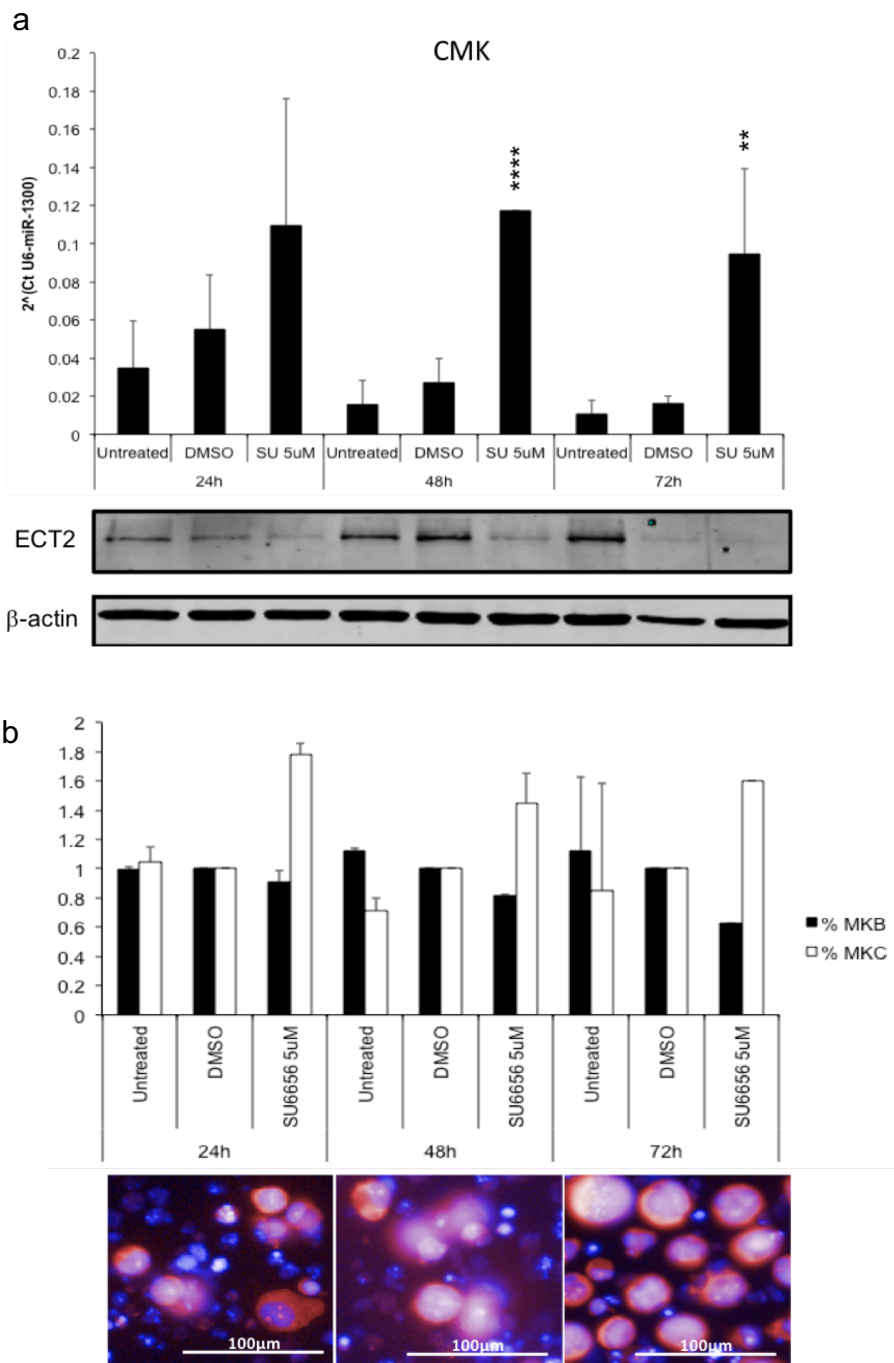 a
CMK
0.2
0.18
0.16
0.14
0.12
0.1
0.08
0.06
0.04
0.02
0
2^(Ct U6-miR-1300)
****
**
Untreated DMSO SU 5uM Untreated DMSO SU 5uM Untreated DMSO SU 5uM
24h 48h 72h
ECT2
β-actin
b
2
1.8
1.6
1.4
1.2
1
0.8
0.6
0.4
0.2
0
% MKB
% MKC
Untreated DMSO SU6656 5uM Untreated DMSO SU6656 5uM Untreated DMSO SU6656 5uM
24h 48h 72h
100µm 100µm 100µm